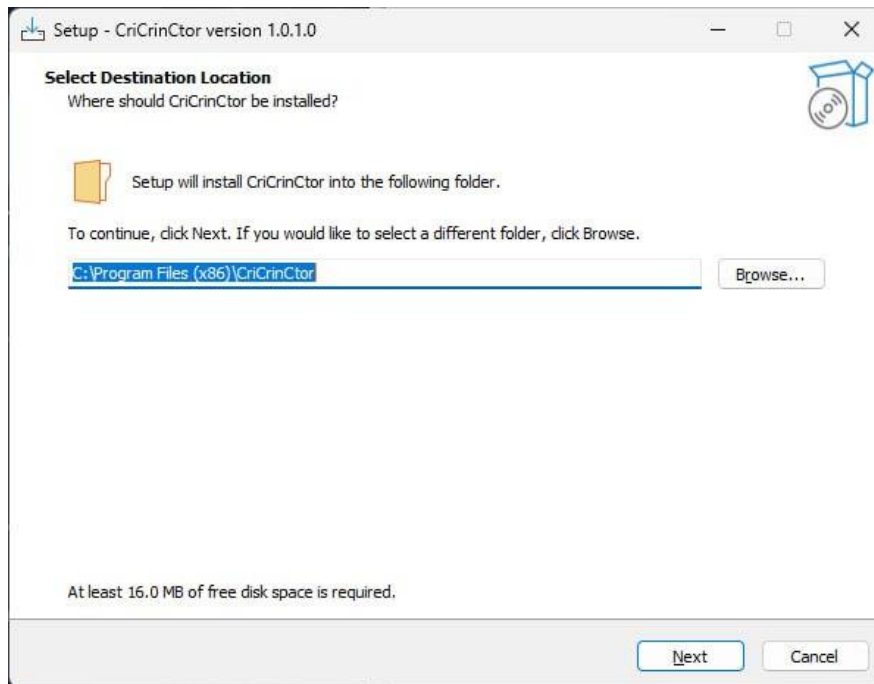 Setup - CriCrinCtor version 1.0.1.0
Select Destination Location
Where should CriCrinCtor be installed?
Setup will install CriCrinCtor into the following folder.
To continue, click Next. If you would like to select a different folder, click Browse.
C:\Program Files (x86)\CriCrinCtor
Browse...
At least 16.0 MB of free disk space is required.
Next
Cancel